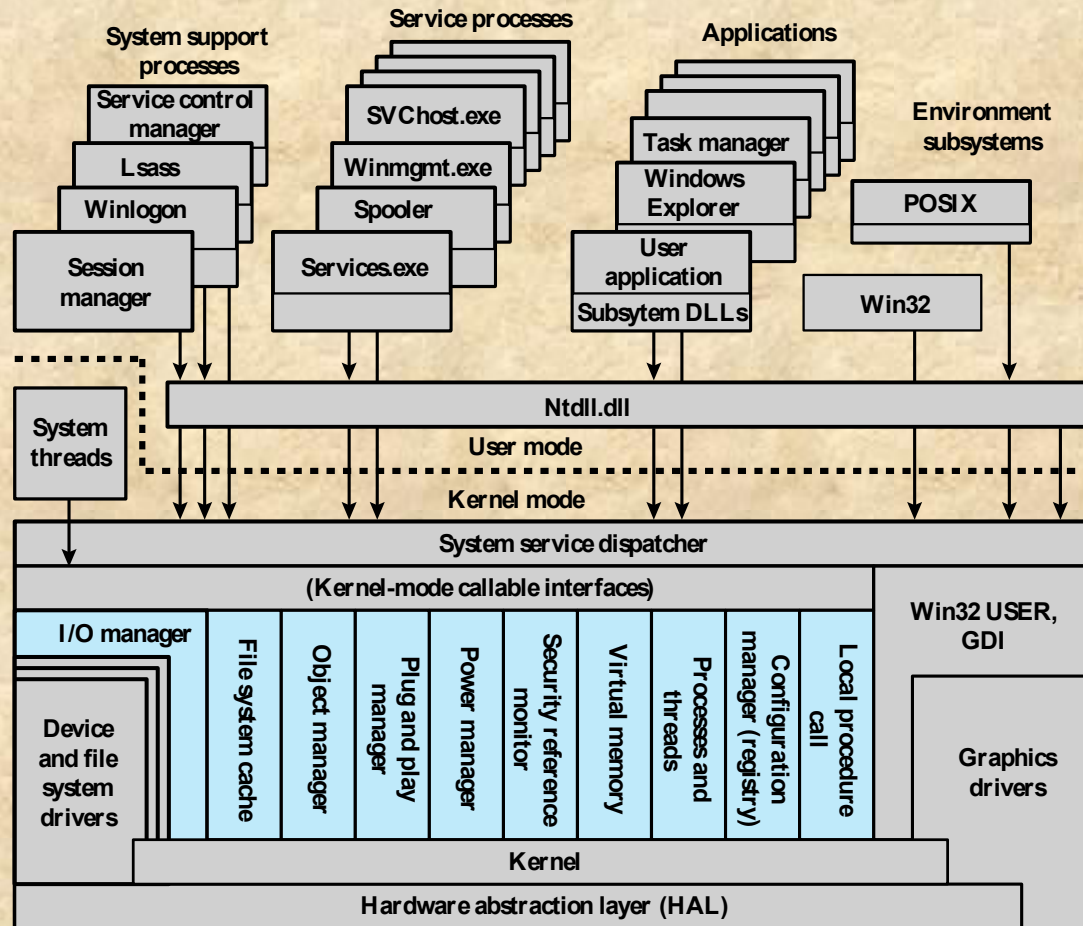 System support
processes
Service control
manager
Lsass
Winlogon
Session
manager
Service processes
SVChost.exe
Winmgmt.exe
Spooler
Services.exe
Applications
Task manager
Windows
Explorer
User
application
Subsytem DLLs
Environment
subsystems
POSIX
Win32
Ntdll.dll
System
threads
User mode
Kernel mode
System service dispatcher
(Kernel-mode callable interfaces)
Win32 USER,
GDI
I/O manager
Device
and file
system
drivers
File system cache
Object manager
Plug and play
manager
Power manager
Security reference
monitor
Virtual memory
Processes and
threads
Configuration
manager (registry)
Local procedure
call
Graphics
drivers
Kernel
Hardware abstraction layer (HAL)